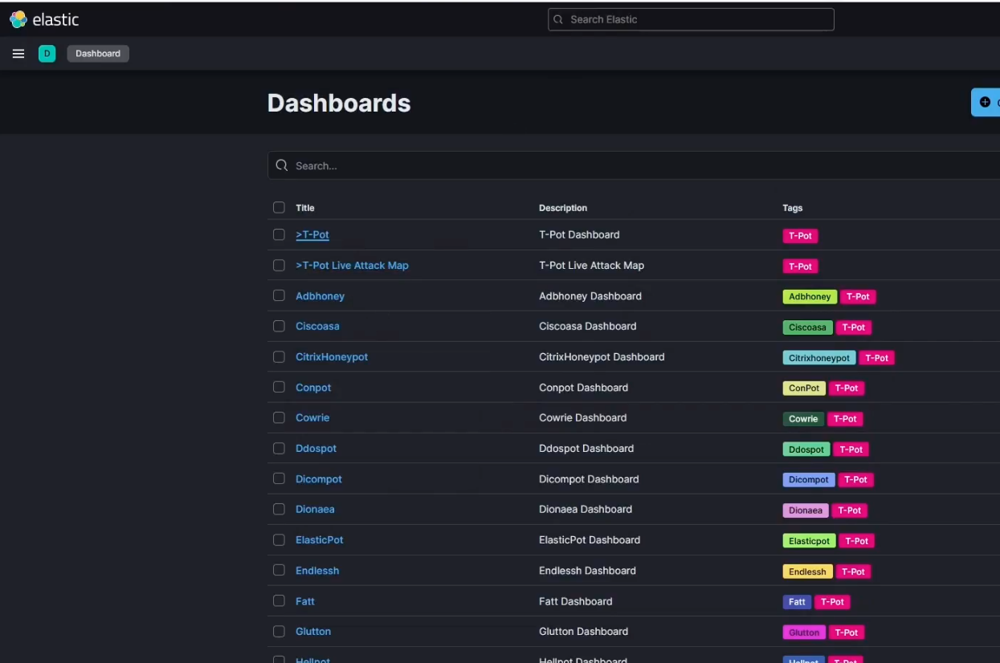 elastic Search Elastic
D Dashboard
Dashboards
Search...
Title Description Tags
>T-Pot T-Pot Dashboard T-Pot
>T-Pot Live Attack Map T-Pot Live Attack Map T-Pot
Adbhoney Adbhoney Dashboard Adbhoney T-Pot
Ciscoasa Ciscoasa Dashboard Ciscoasa T-Pot
CitrixHoneypot CitrixHoneypot Dashboard Citrixhoneypot T-Pot
Conpot Conpot Dashboard ConPot T-Pot
Cowrie Cowrie Dashboard Cowrie T-Pot
Ddospot Ddospot Dashboard Ddospot T-Pot
Dicompot Dicompot Dashboard Dicompot T-Pot
Dionaea Dionaea Dashboard Dionaea T-Pot
ElasticPot ElasticPot Dashboard Elasticpot T-Pot
Endlessh Endlessh Dashboard Endlessh T-Pot
Fatt Fatt Dashboard Fatt T-Pot
Glutton Glutton Dashboard Glutton T-Pot
Hellpot Hellpot Dashboard Hellpot T-Pot